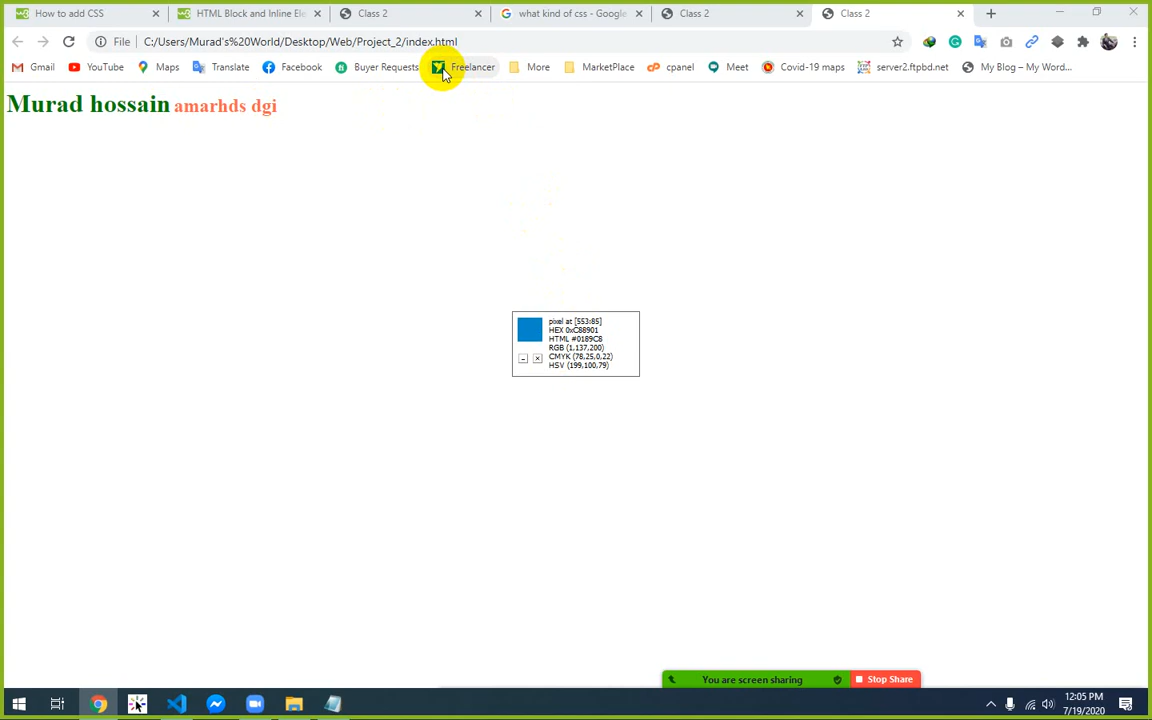 How to add CSS
HTML Block and Inline Ele
Class 2
what kind of css - Google
Class 2
Class 2
File C:/Users/Murad's%20World/Desktop/Web/Project_2/index.html
Gmail YouTube Maps Translate Facebook Buyer Requests Freelancer More MarketPlace cpanel Meet Covid-19 maps server2.ftpbd.net My Blog – My Word...
Murad hossain amarhds dgi
pixel at [553:85]
HEX 0xC88901
HTML #0189C8
RGB (1,137,200)
CMYK (78,25,0,22)
HSV (199,100,79)
You are screen sharing Stop Share
12:05 PM
7/19/2020